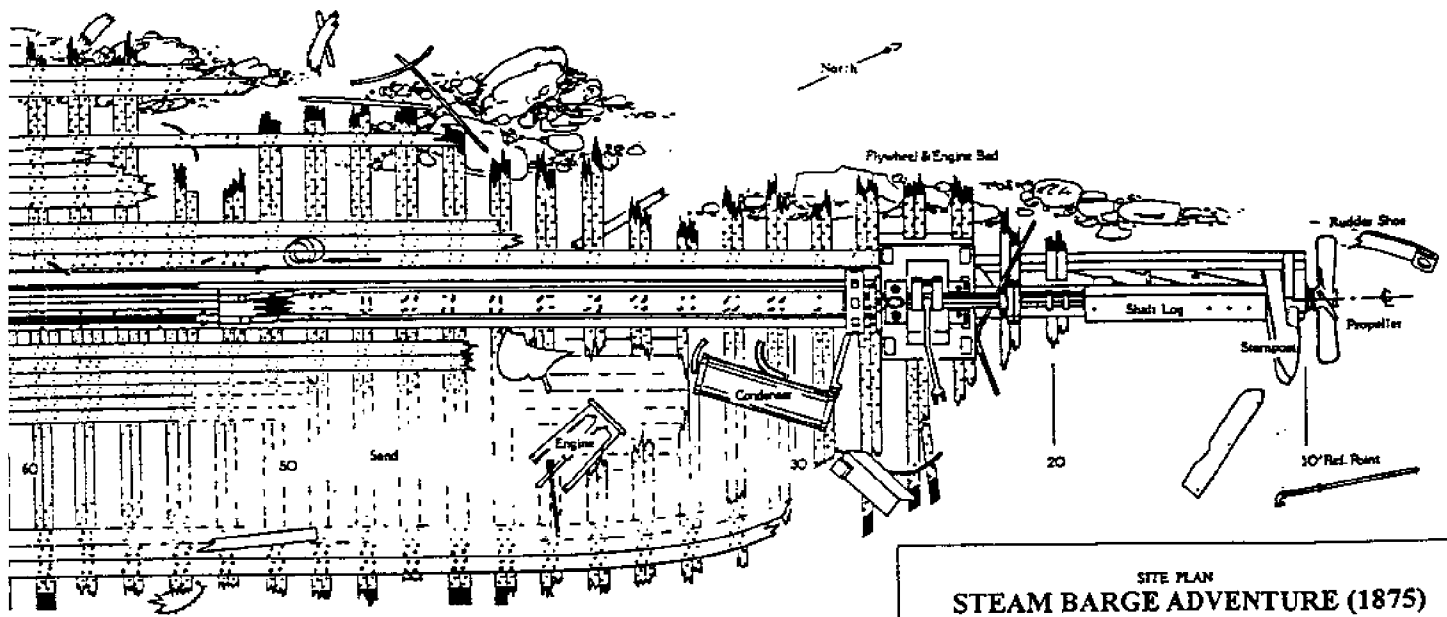 North
Flywheel & Engine Bed
Rudder Shoe
Shaft Log
Propeller
Sternpost
Condenser
Engine
Sand
60
50
30
20
10' Ref. Point
SITE PLAN
STEAM BARGE ADVENTURE (1875)